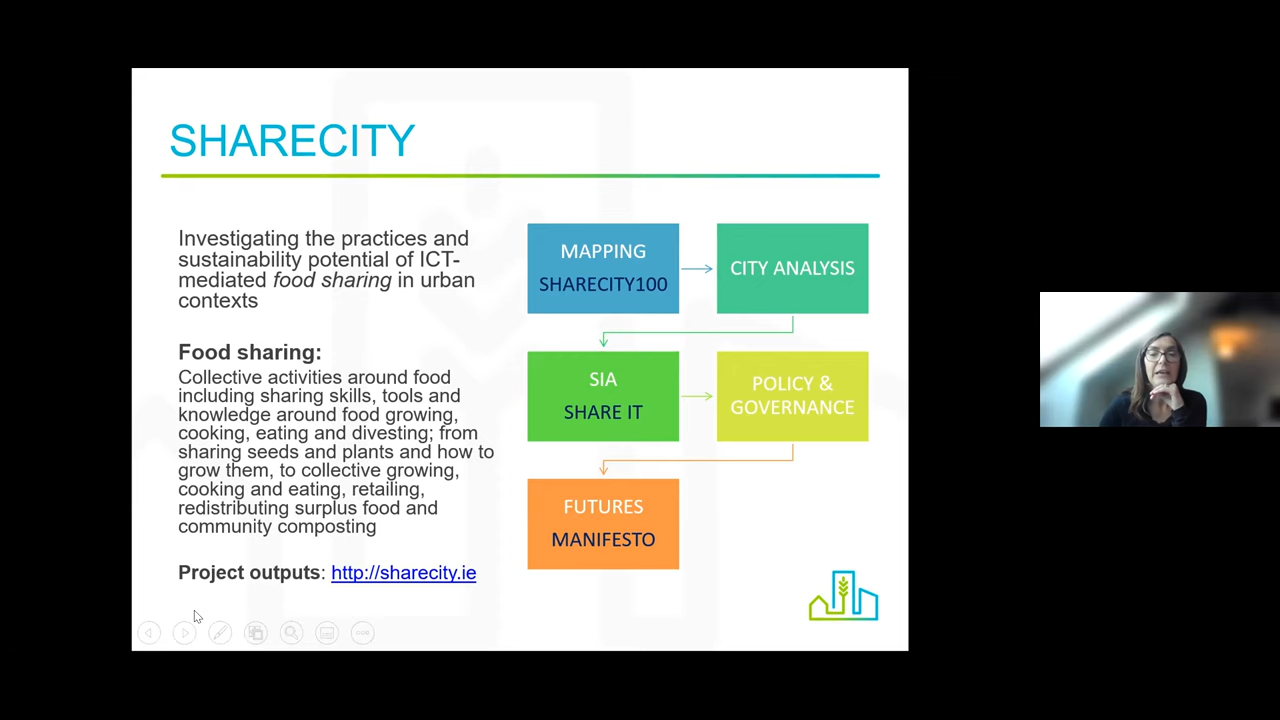 SHARECITY
Investigating the practices and
sustainability potential of ICT-
mediated food sharing in urban
contexts
Food sharing:
Collective activities around food
including sharing skills, tools and
knowledge around food growing,
cooking, eating and divesting; from
sharing seeds and plants and how to
grow them, to collective growing,
cooking and eating, retailing,
redistributing surplus food and
community composting
Project outputs: http://sharecity.ie
MAPPING
SHARECITY100
CITY ANALYSIS
SIA
SHARE IT
POLICY &
GOVERNANCE
FUTURES
MANIFESTO